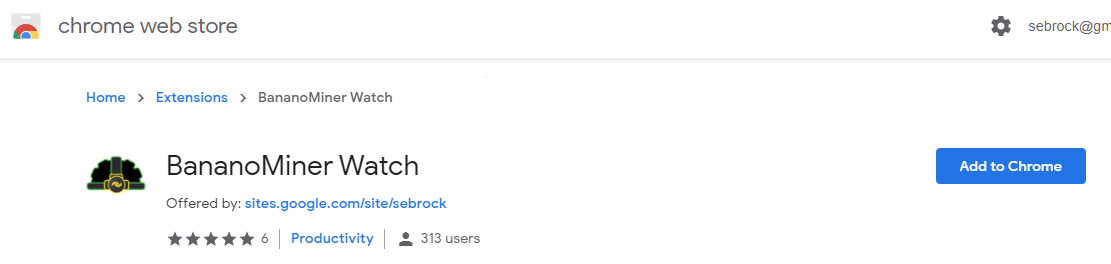 chrome web store
sebrock@gm
Home > Extensions > BananoMiner Watch
BananoMiner Watch
Add to Chrome
Offered by: sites.google.com/site/sebrock
6 | Productivity | 313 users